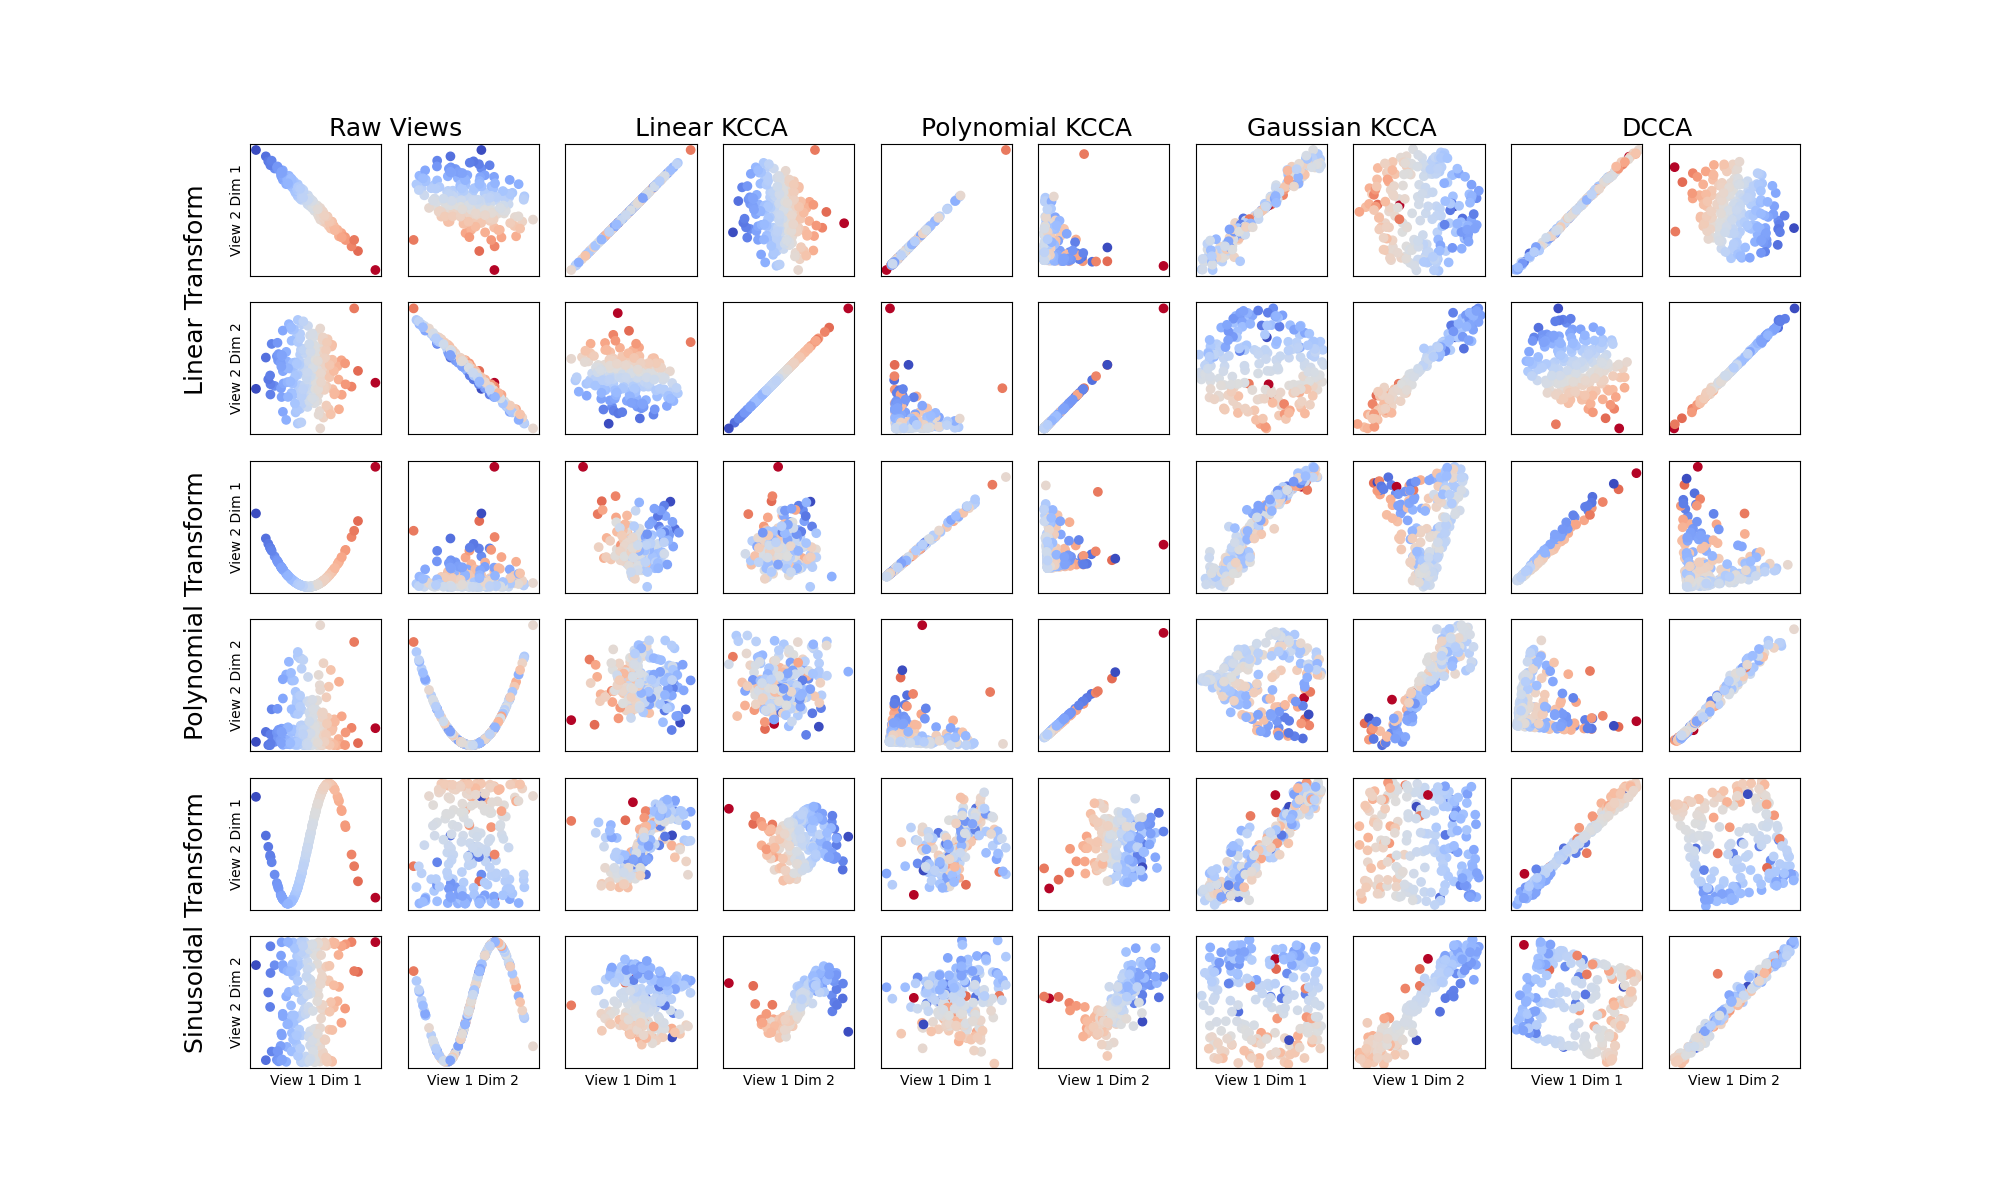 Raw Views
Linear KCCA
Polynomial KCCA
Gaussian KCCA
DCCA
Linear Transform
View 2 Dim 1
View 2 Dim 2
Polynomial Transform
View 2 Dim 1
View 2 Dim 2
Sinusoidal Transform
View 2 Dim 1
View 2 Dim 2
View 1 Dim 1
View 1 Dim 2
View 1 Dim 1
View 1 Dim 2
View 1 Dim 1
View 1 Dim 2
View 1 Dim 1
View 1 Dim 2
View 1 Dim 1
View 1 Dim 2